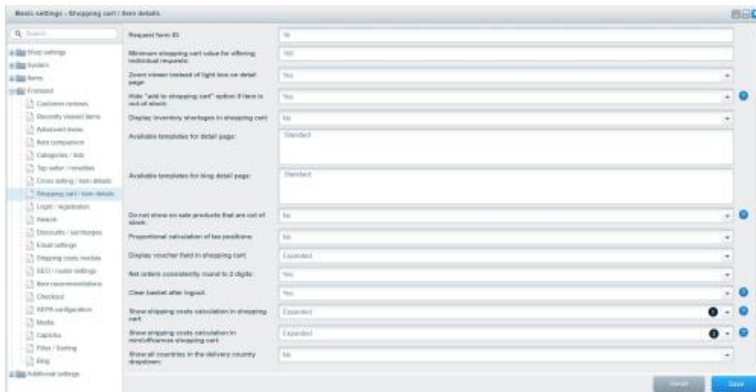 Basic settings - Shopping cart / item details
Search
Shop settings
System
Items
Frontend
Customer reviews
Recently viewed items
Advanced menu
Item comparison
Categories / lists
Top seller / novelties
Cross selling / item details
Shopping cart / item details
Login / registration
Search
Discounts / surcharges
Email settings
Shipping costs module
SEO / router settings
Item recommendations
Checkout
SEPA configuration
Media
Captcha
Filter / Sorting
Blog
Additional settings
Request form ID:
Minimum shopping cart value for offering
individual requests:
100
Zoom viewer instead of light box on detail
page:
Yes
Hide "add to shopping cart" option if item is
out of stock:
Yes
Display inventory shortages in shopping cart:
No
Available templates for detail page:
Standard
Available templates for blog detail page:
Standard
Do not show on sale products that are out of
stock:
No
Proportional calculation of tax positions:
No
Display voucher field in shopping cart:
Expanded
Net orders consistently round to 2 digits:
Yes
Clear basket after logout:
Yes
Show shipping costs calculation in shopping
cart:
Expanded
1
Show shipping costs calculation in
mini/offcanvas shopping cart:
Expanded
2
Show all countries in the delivery country
dropdown:
No
Reset
Save